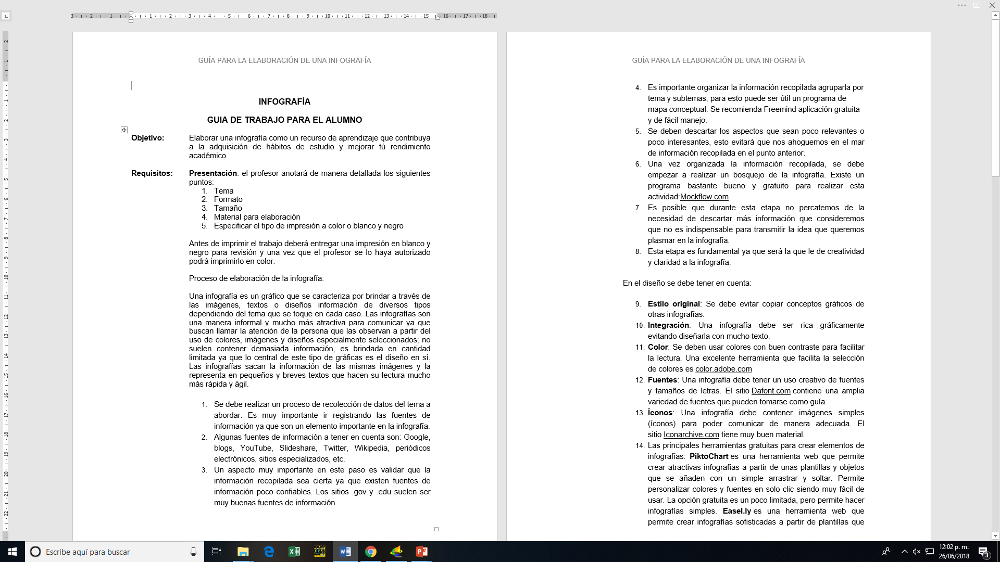 GUÍA PARA LA ELABORACIÓN DE UNA INFOGRAFÍA
INFOGRAFÍA
GUIA DE TRABAJO PARA EL ALUMNO
Objetivo: Elaborar una infografía como un recurso de aprendizaje que contribuya
a la adquisición de hábitos de estudio y mejorar tú rendimiento
académico.
Requisitos: Presentación: el profesor anotará de manera detallada los siguientes
puntos:
1. Tema
2. Formato
3. Tamaño
4. Material para elaboración
5. Especificar el tipo de impresión a color o blanco y negro
Antes de imprimir el trabajo deberá entregar una impresión en blanco y
negro para revisión y una vez que el profesor se lo haya autorizado
podrá imprimirlo en color.
Proceso de elaboración de la infografía:
Una infografía es un gráfico que se caracteriza por brindar a través de
las imágenes, textos o diseños información de diversos tipos
dependiendo del tema que se toque en cada caso. Las infografías son
una manera informal y mucho más atractiva para comunicar ya que
buscan llamar la atención de la persona que las observan a partir del
uso de colores, imágenes y diseños especialmente seleccionados; no
suelen contener demasiada información, es brindada en cantidad
limitada ya que lo central de este tipo de gráficas es el diseño en sí.
Las infografías sacan la información de las mismas imágenes y la
representa en pequeños y breves textos que hacen su lectura mucho
más rápida y ágil.
1. Se debe realizar un proceso de recolección de datos del tema a
abordar. Es muy importante ir registrando las fuentes de
información ya que son un elemento importante en la infografía.
2. Algunas fuentes de información a tener en cuenta son: Google,
blogs, YouTube, Slideshare, Twitter, Wikipedia, periódicos
electrónicos, sitios especializados, etc.
3. Un aspecto muy importante en este paso es validar que la
información recopilada sea cierta ya que existen fuentes de
información poco confiables. Los sitios .gov y .edu suelen ser
muy buenas fuentes de información.
GUÍA PARA LA ELABORACIÓN DE UNA INFOGRAFÍA
4. Es importante organizar la información recopilada agruparla por
tema y subtemas, para esto puede ser útil un programa de
mapa conceptual. Se recomienda Freemind aplicación gratuita
y de fácil manejo.
5. Se deben descartar los aspectos que sean poco relevantes o
poco interesantes, esto evitará que nos ahoguemos en el mar
de información recopilada en el punto anterior.
6. Una vez organizada la información recopilada, se debe
empezar a realizar un bosquejo de la infografía. Existe un
programa bastante bueno y gratuito para realizar esta
actividad:Mockflow.com.
7. Es posible que durante esta etapa no percatemos de la
necesidad de descartar más información que consideremos
que no es indispensable para transmitir la idea que queremos
plasmar en la infografía.
8. Esta etapa es fundamental ya que será la que le de creatividad
y claridad a la infografía.
En el diseño se debe tener en cuenta:
9. Estilo original: Se debe evitar copiar conceptos gráficos de
otras infografías.
10. Integración: Una infografía debe ser rica gráficamente
evitando diseñarla con mucho texto.
11. Color: Se deben usar colores con buen contraste para facilitar
la lectura. Una excelente herramienta que facilita la selección
de colores es color.adobe.com
12. Fuentes: Una infografía debe tener un uso creativo de fuentes
y tamaños de letras. El sitio Dafont.com contiene una amplia
variedad de fuentes que pueden tomarse como guía.
13. Íconos: Una infografía debe contener imágenes simples
(íconos) para poder comunicar de manera adecuada. El
sitio Iconarchive.com tiene muy buen material.
14. Las principales herramientas gratuitas para crear elementos de
infografías: PiktoChart es una herramienta web que permite
crear atractivas infografías a partir de unas plantillas y objetos
que se añaden con un simple arrastrar y soltar. Permite
personalizar colores y fuentes en solo clic siendo muy fácil de
usar. La opción gratuita es un poco limitada, pero permite hacer
infografías simples. Easel.ly es una herramienta web que
permite crear infografías sofisticadas a partir de plantillas que
Escribe aquí para buscar
12:02 p. m.
26/06/2018
3